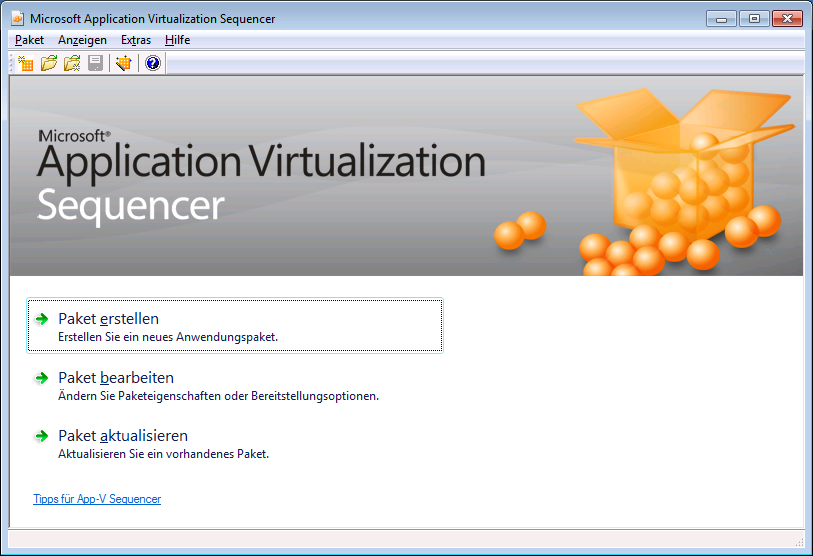 Microsoft Application Virtualization Sequencer
Paket Anzeigen Extras Hilfe
Microsoft®
Application Virtualization
Sequencer
Paket erstellen
Erstellen Sie ein neues Anwendungspaket.
Paket bearbeiten
Ändern Sie Paketeigenschaften oder Bereitstellungsoptionen.
Paket aktualisieren
Aktualisieren Sie ein vorhandenes Paket.
Tipps für App-V Sequencer